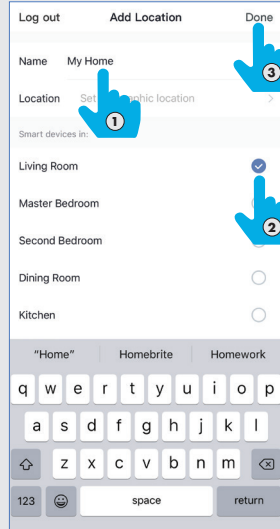 Log out Add Location Done
Name My Home
3
Location Set graphic location
1
Smart devices in:
Living Room
Master Bedroom
2
Second Bedroom
Dining Room
Kitchen
"Home" Homebrite Homework
q w e r t y u i o p
a s d f g h j k l
z x c v b n m
123 space return